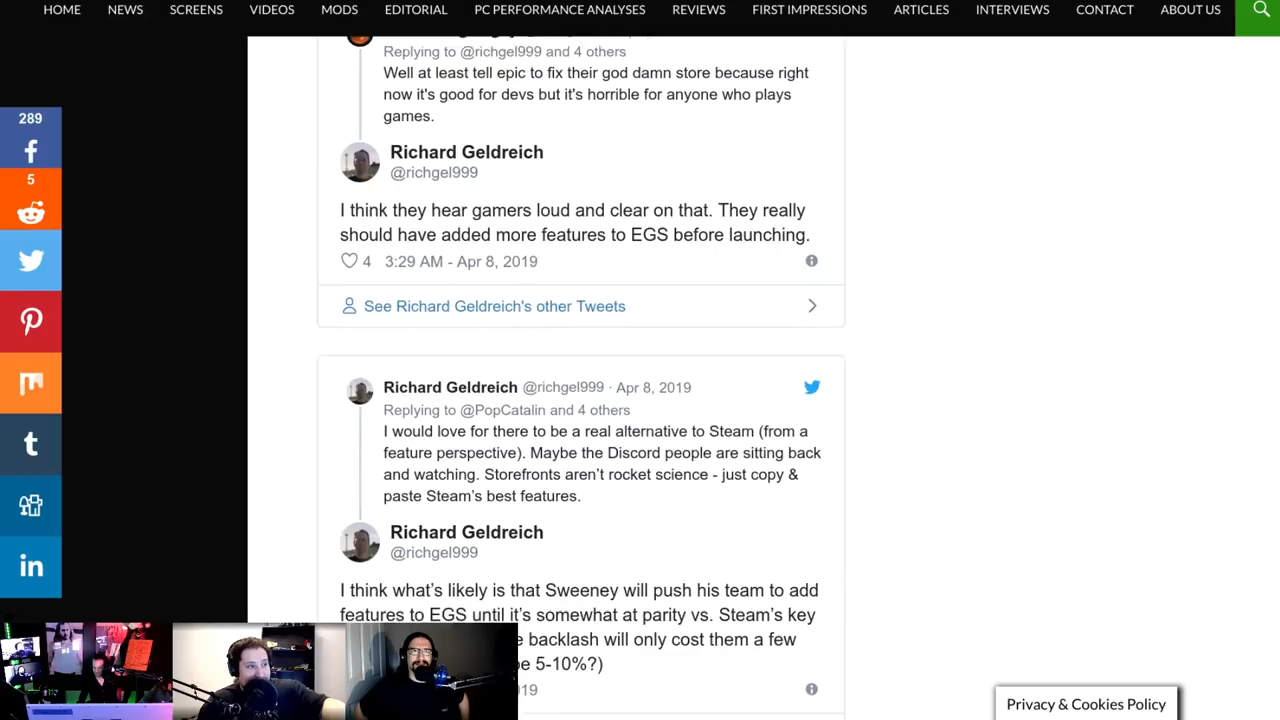 HOME NEWS SCREENS VIDEOS MODS EDITORIAL PC PERFORMANCE ANALYSES REVIEWS FIRST IMPRESSIONS ARTICLES INTERVIEWS CONTACT ABOUT US
Replying to @richgel999 and 4 others
Well at least tell epic to fix their god damn store because right
now it's good for devs but it's horrible for anyone who plays
games.
Richard Geldreich
@richgel999
I think they hear gamers loud and clear on that. They really
should have added more features to EGS before launching.
4 3:29 AM - Apr 8, 2019
See Richard Geldreich's other Tweets
Richard Geldreich @richgel999 · Apr 8, 2019
Replying to @PopCatalin and 4 others
I would love for there to be a real alternative to Steam (from a
feature perspective). Maybe the Discord people are sitting back
and watching. Storefronts aren't rocket science - just copy &
paste Steam's best features.
Richard Geldreich
@richgel999
I think what's likely is that Sweeney will push his team to add
features to EGS until it's somewhat at parity vs. Steam's key
backlash will only cost them a few
5-10%?)
19
289
5
Privacy & Cookies Policy